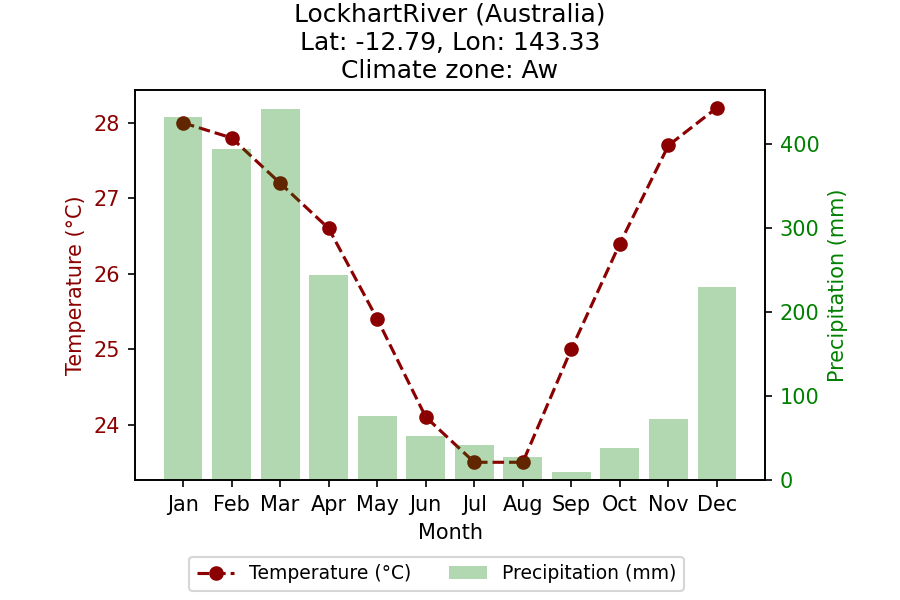 LockhartRiver (Australia)
Lat: -12.79, Lon: 143.33
Climate zone: Aw
Temperature (°C)
28
27
26
25
24
Precipitation (mm)
400
300
200
100
0
Jan Feb Mar Apr May Jun Jul Aug Sep Oct Nov Dec
Month
Temperature (°C) Precipitation (mm)